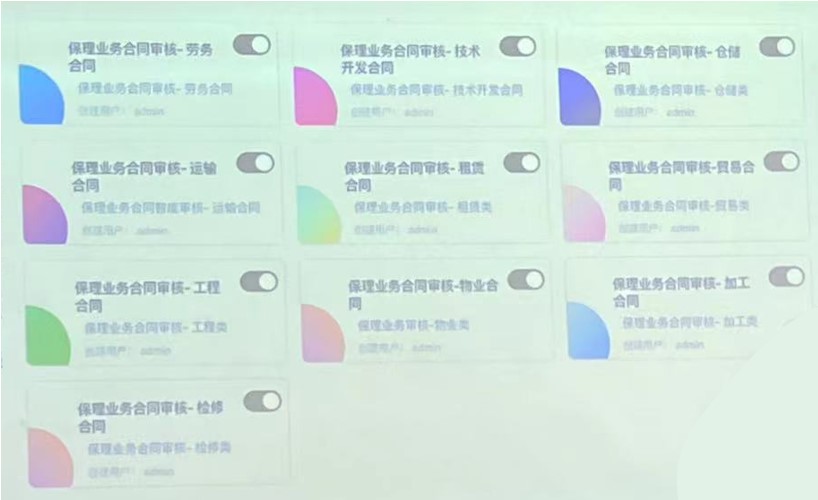 保理业务合同审核- 劳务
合同
保理业务合同审核- 劳务合同
创建用户： admin
保理业务合同审核- 技术
开发合同
保理业务合同审核- 技术开发合同
创建用户： admin
保理业务合同审核- 仓储
合同
保理业务合同审核- 仓储类
创建用户： admin
保理业务合同审核- 运输
合同
保理业务合同智能审核- 运输合同
创建用户： admin
保理业务合同审核- 租赁
合同
保理业务合同审核- 租赁类
创建用户： admin
保理业务合同审核-贸易合
同
保理业务合同审核-贸易类
创建用户： admin
保理业务合同审核- 工程
合同
保理业务合同审核- 工程类
创建用户： admin
保理业务合同审核-物业合
同
保理业务审核-物业类
创建用户： admin
保理业务合同审核- 加工
合同
保理业务合同审核- 加工类
创建用户： admin
保理业务合同审核- 检修
合同
保理业务合同审核- 检修类
创建用户： admin